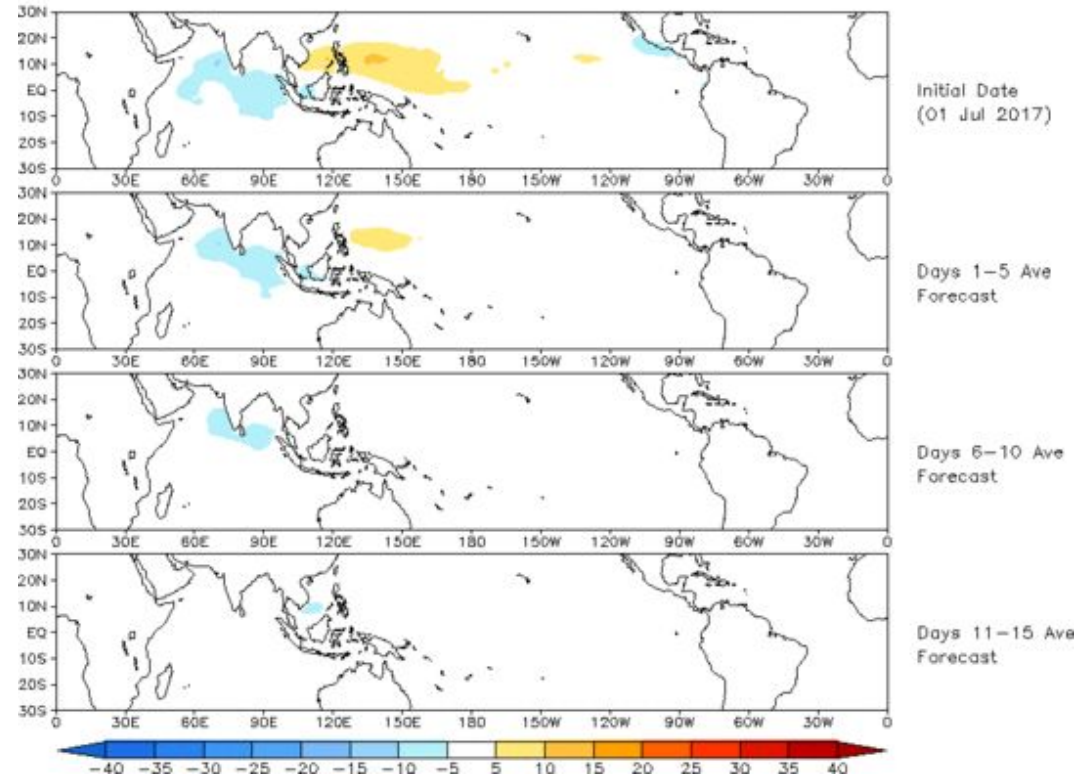 30N
20N
10N
EQ
10S
20S
30S
0 30E 60E 90E 120E 150E 180 150W 120W 90W 60W 30W 0
Initial Date
(01 Jul 2017)
30N
20N
10N
EQ
10S
20S
30S
0 30E 60E 90E 120E 150E 180 150W 120W 90W 60W 30W 0
Days 1-5 Ave
Forecast
30N
20N
10N
EQ
10S
20S
30S
0 30E 60E 90E 120E 150E 180 150W 120W 90W 60W 30W 0
Days 6-10 Ave
Forecast
30N
20N
10N
EQ
10S
20S
30S
0 30E 60E 90E 120E 150E 180 150W 120W 90W 60W 30W 0
Days 11-15 Ave
Forecast
-40 -35 -30 -25 -20 -15 -10 -5 5 10 15 20 25 30 35 40